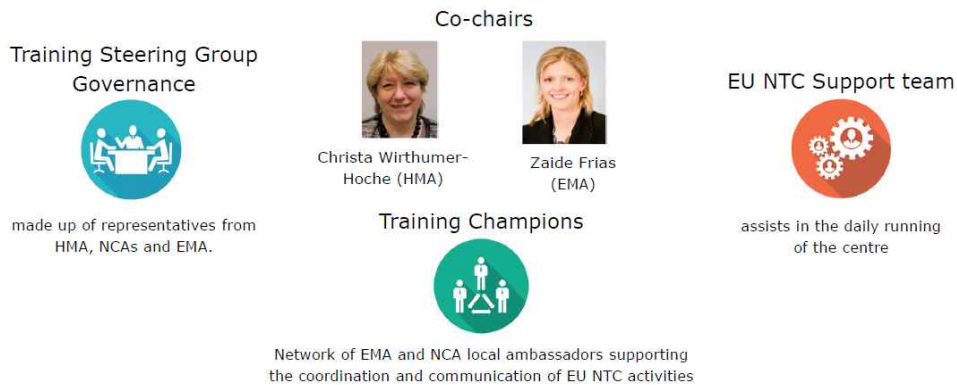 Co-chairs
Training Steering Group
Governance
EU NTC Support team
Christa Wirthumer-
Hoche (HMA)
Zaide Frias
(EMA)
made up of representatives from
HMA, NCAs and EMA.
Training Champions
assists in the daily running
of the centre
Network of EMA and NCA local ambassadors supporting
the coordination and communication of EU NTC activities